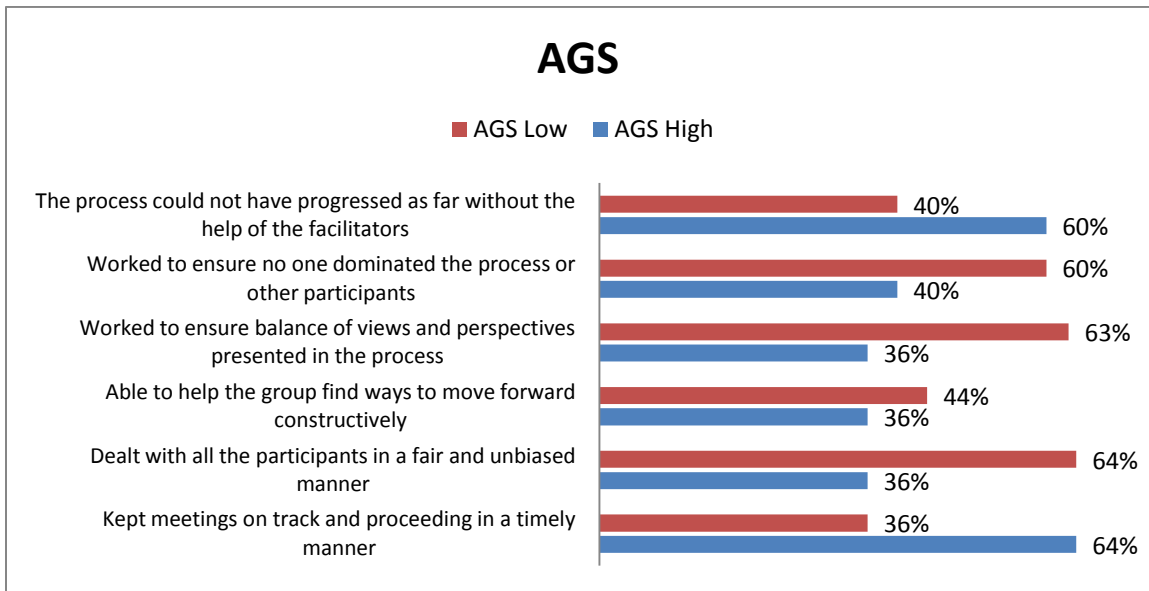 AGS
AGS Low AGS High
The process could not have progressed as far without the
help of the facilitators
40%
60%
Worked to ensure no one dominated the process or
other participants
60%
40%
Worked to ensure balance of views and perspectives
presented in the process
63%
36%
Able to help the group find ways to move forward
constructively
44%
36%
Dealt with all the participants in a fair and unbiased
manner
64%
36%
Kept meetings on track and proceeding in a timely
manner
36%
64%